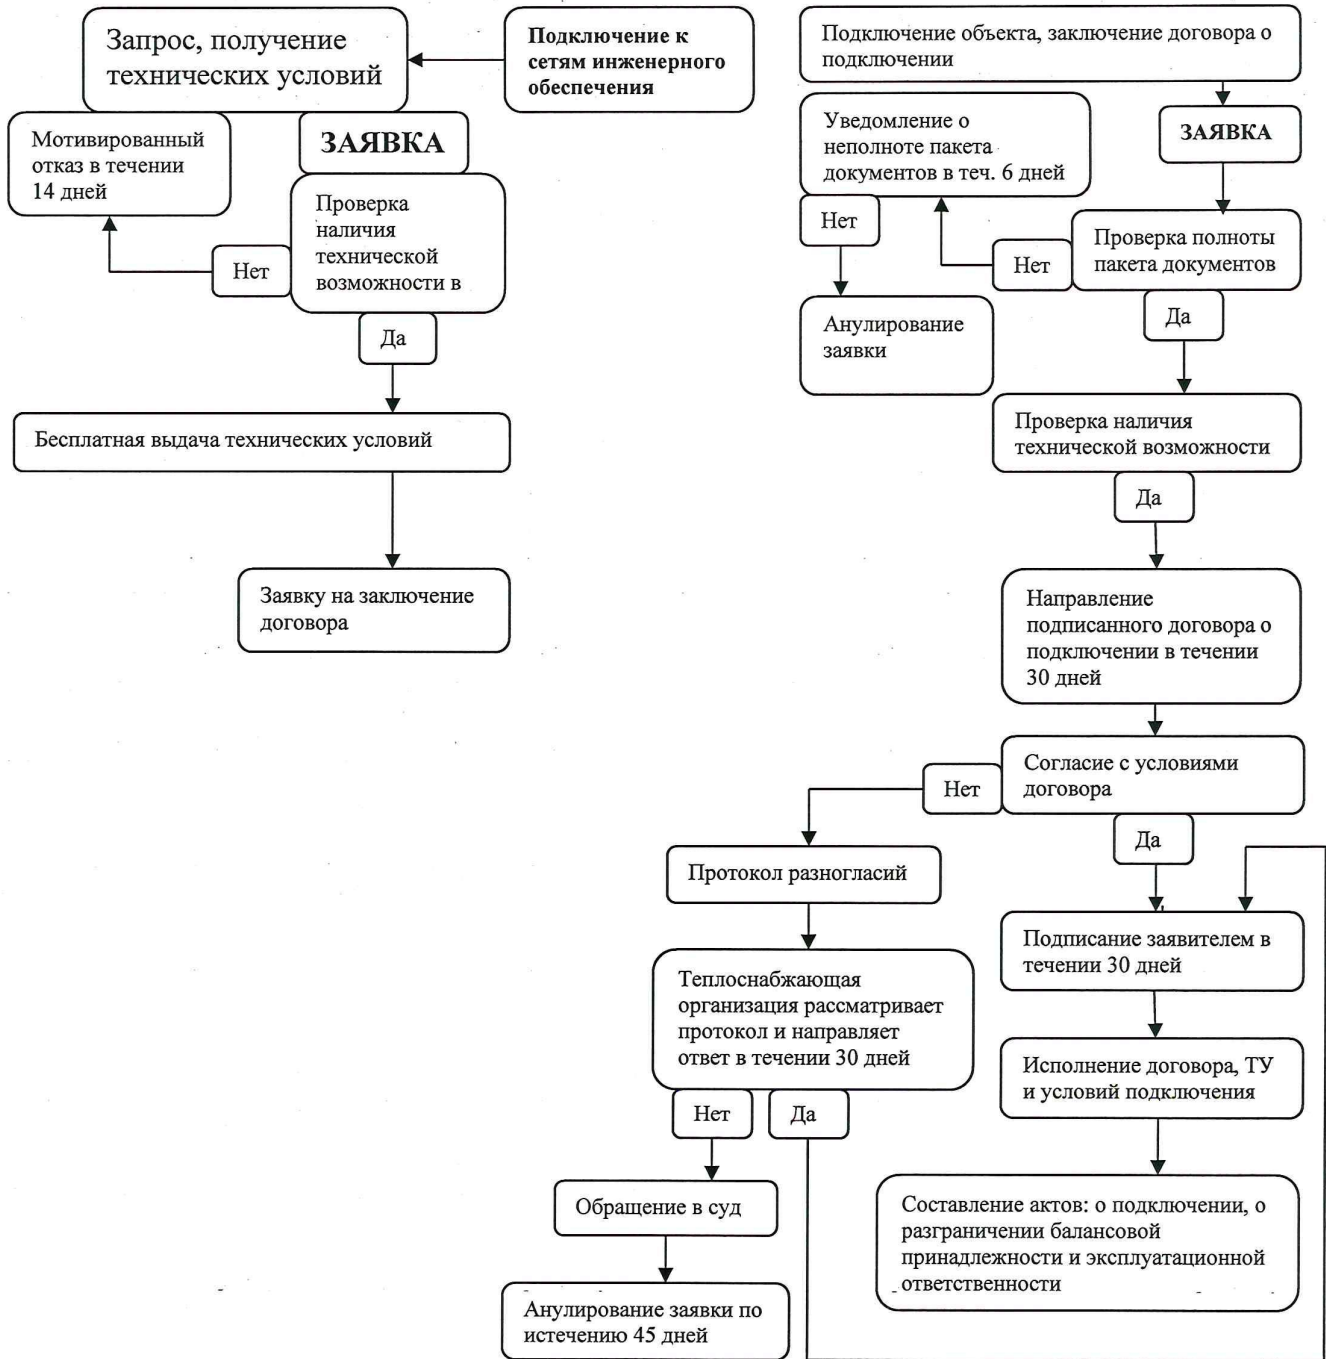 Запрос, получение
технических условий
Подключение к
сетям инженерного
обеспечения
Мотивированный
отказ в течении
14 дней
ЗАЯВКА
Проверка
наличия
технической
возможности в
Нет
Да
Бесплатная выдача технических условий
Заявку на заключение
договора
Подключение объекта, заключение договора о
подключении
Уведомление о
неполноте пакета
документов в теч. 6 дней
ЗАЯВКА
Нет
Нет
Проверка полноты
пакета документов
Анулирование
заявки
Да
Проверка наличия
технической возможности
Да
Направление
подписанного договора о
подключении в течении
30 дней
Согласие с условиями
договора
Нет
Да
Протокол разногласий
Подписание заявителем в
течении 30 дней
Теплоснабжающая
организация рассматривает
протокол и направляет
ответ в течении 30 дней
Исполнение договора, ТУ
и условий подключения
Нет
Да
Обращение в суд
Составление актов: о подключении, о
разграничении балансовой
принадлежности и эксплуатационной
ответственности
Анулирование заявки по
истечению 45 дней